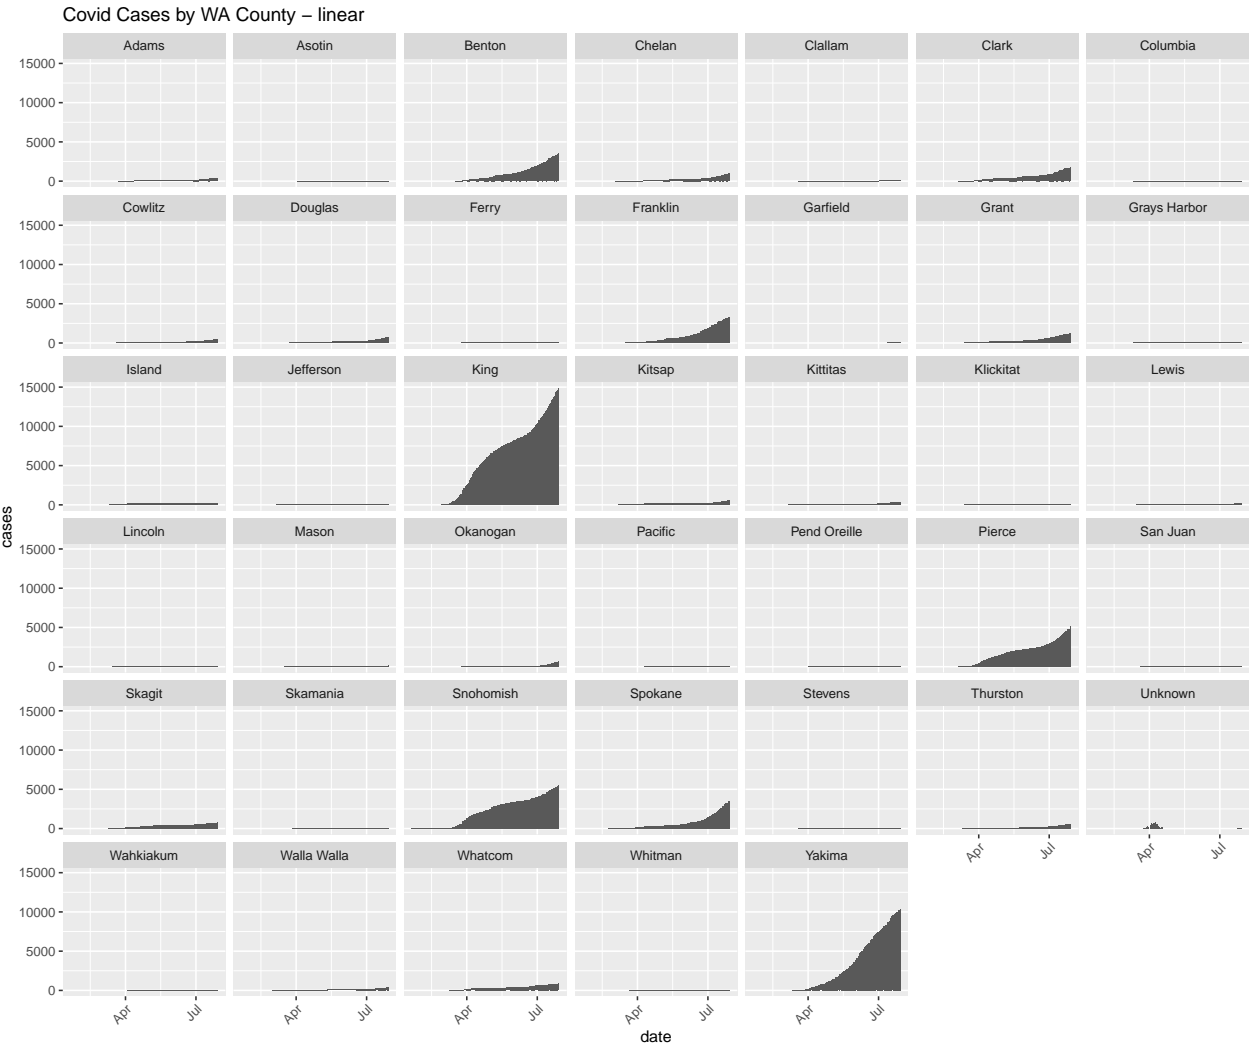 Covid Cases by WA County – linear
Adams Asotin Benton Chelan Clallam Clark Columbia
15000
10000
5000
0
Cowlitz Douglas Ferry Franklin Garfield Grant Grays Harbor
15000
10000
5000
0
Island Jefferson King Kitsap Kittitas Klickitat Lewis
15000
10000
5000
0
cases
Lincoln Mason Okanogan Pacific Pend Oreille Pierce San Juan
15000
10000
5000
0
Skagit Skamania Snohomish Spokane Stevens Thurston Unknown
15000
10000
5000
0
Apr Jul Apr Jul
Wahkiakum Walla Walla Whatcom Whitman Yakima
15000
10000
5000
0
Apr Jul Apr Jul Apr Jul Apr Jul Apr Jul
date